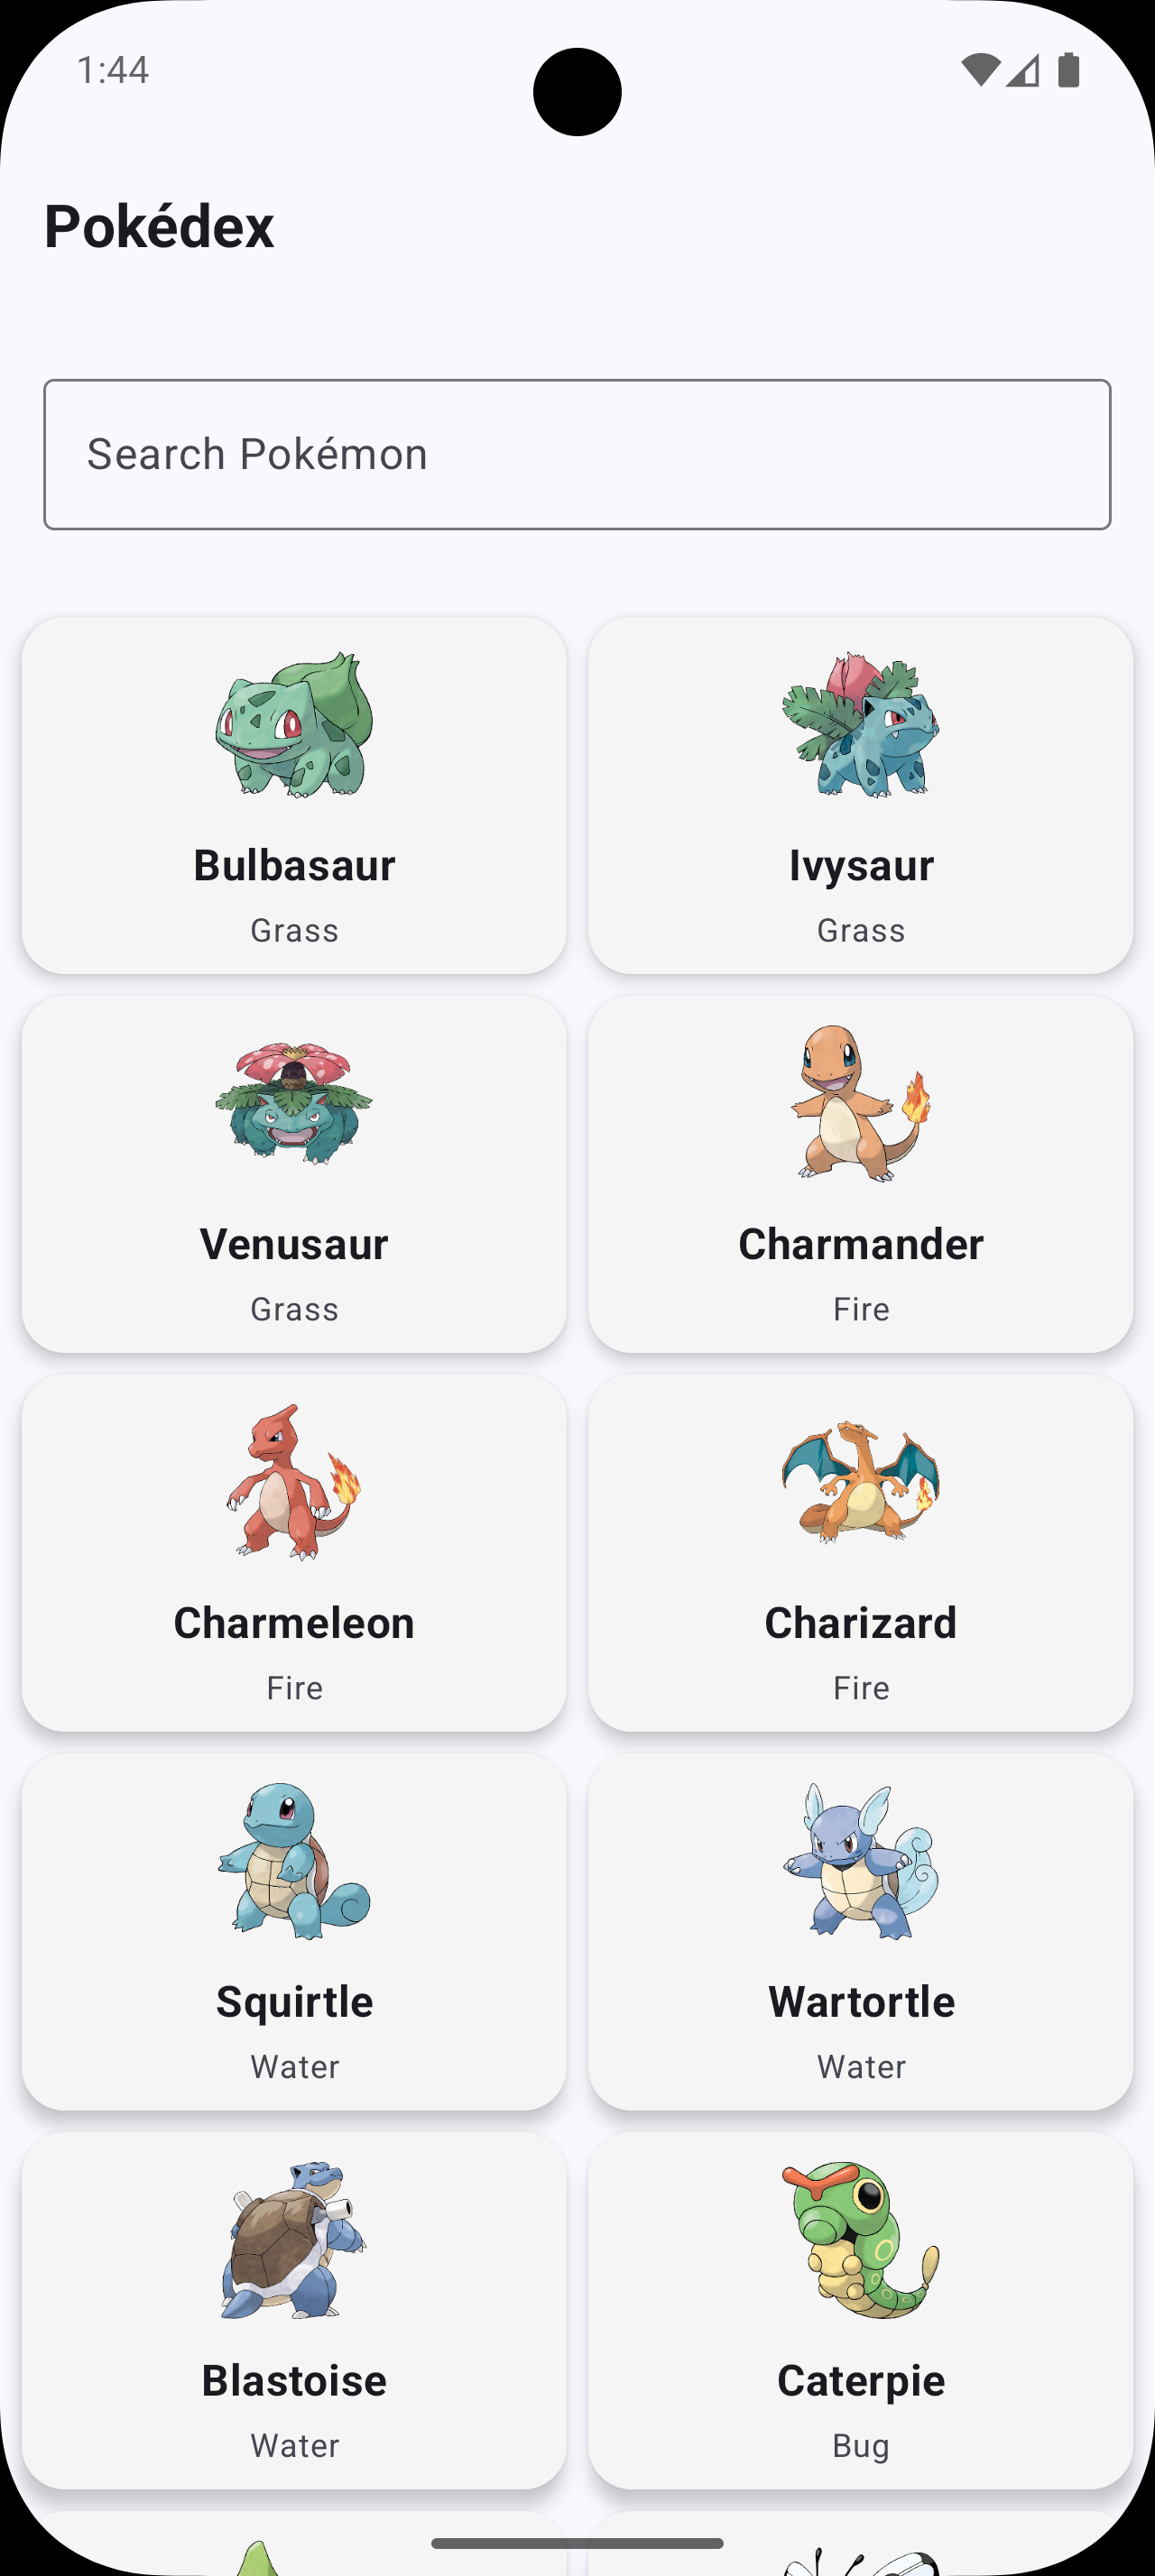 1:44
Pokédex
Search Pokémon
Bulbasaur
Grass
Ivysaur
Grass
Venusaur
Grass
Charmander
Fire
Charmeleon
Fire
Charizard
Fire
Squirtle
Water
Wartortle
Water
Blastoise
Water
Caterpie
Bug